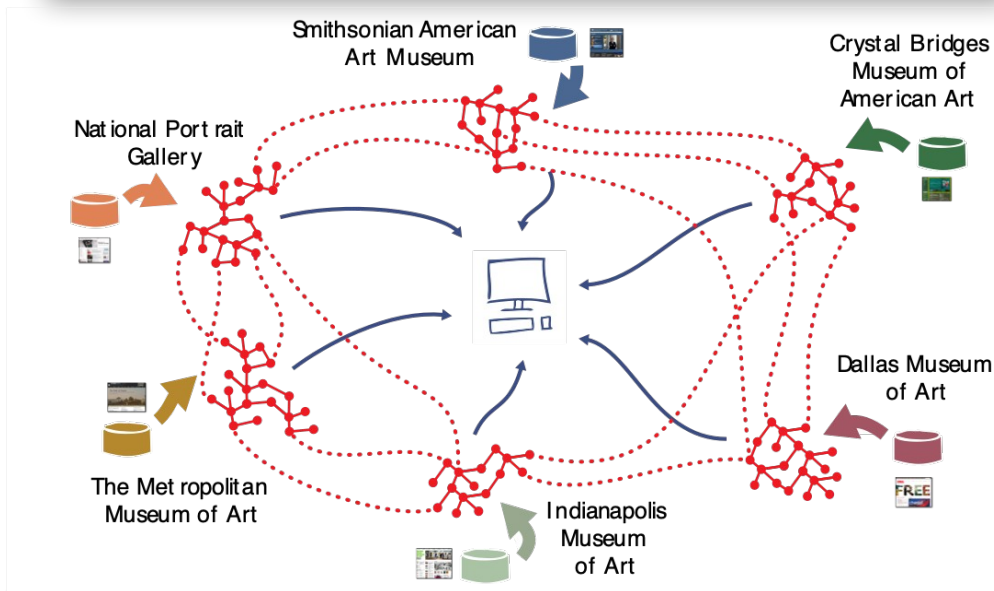 Smithsonian American
Art Museum
Crystal Bridges
Museum of
American Art
National Portrait
Gallery
Dallas Museum
of Art
The Metropolitan
Museum of Art
Indianapolis
Museum
of Art
FREE